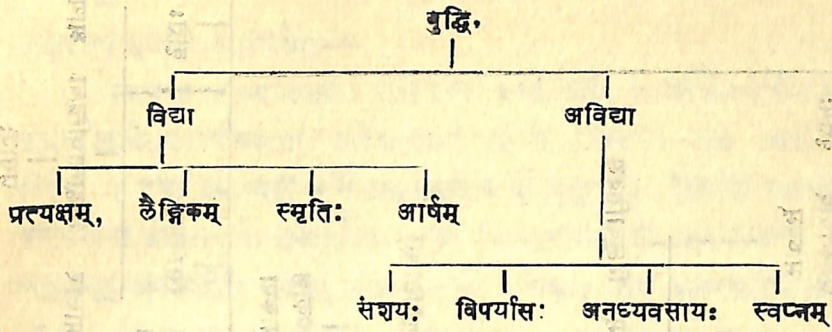 बुद्धि,
विद्या अविद्या
प्रत्यक्षम्, लैङ्गिकम् स्मृतिः आर्षम्
संशयः विपर्यासः अनध्यवसायः स्वप्नम्